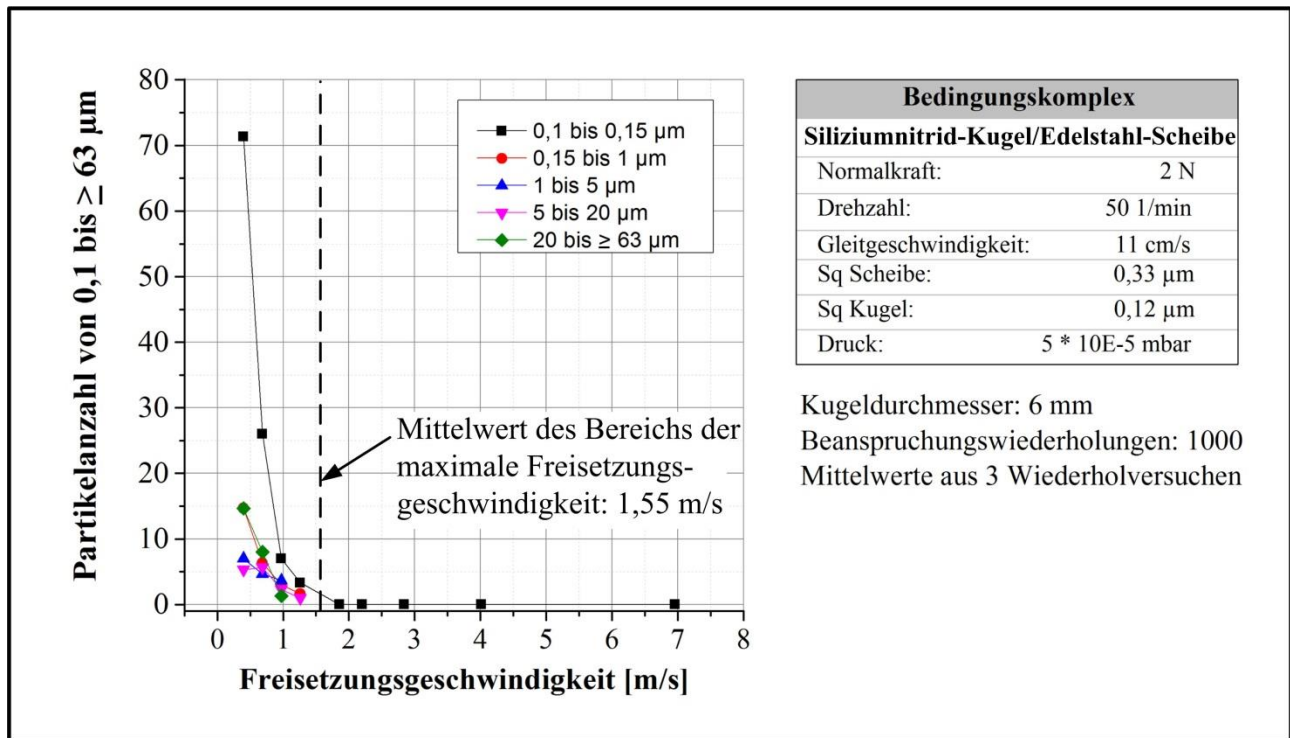 Partikelanzahl von 0,1 bis ≥ 63 µm
80
70
60
50
40
30
20
10
0
0 1 2 3 4 5 6 7 8
Freisetzungsgeschwindigkeit [m/s]
0,1 bis 0,15 µm
0,15 bis 1 µm
1 bis 5 µm
5 bis 20 µm
20 bis ≥ 63 µm
Mittelwert des Bereichs der
maximale Freisetzungs-
geschwindigkeit: 1,55 m/s
Bedingungskomplex
Siliziumnitrid-Kugel/Edelstahl-Scheibe
Normalkraft: 2 N
Drehzahl: 50 1/min
Gleitgeschwindigkeit: 11 cm/s
Sq Scheibe: 0,33 µm
Sq Kugel: 0,12 µm
Druck: 5 * 10E-5 mbar
Kugeldurchmesser: 6 mm
Beanspruchungswiederholungen: 1000
Mittelwerte aus 3 Wiederholversuchen